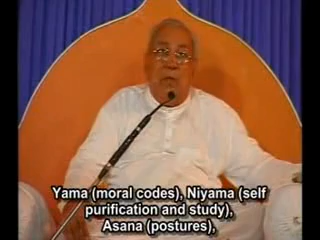 Yama (moral codes), Niyama (self
purification and study),
Asana (postures),